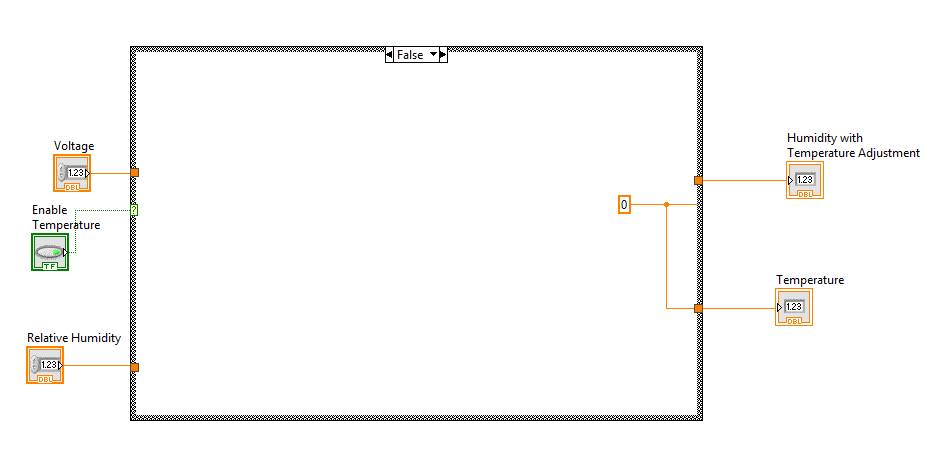 False
Voltage
1.23
DBL
Enable
Temperature
?
TF
Relative Humidity
1.23
DBL
0
Humidity with
Temperature Adjustment
1.23
DBL
Temperature
1.23
DBL